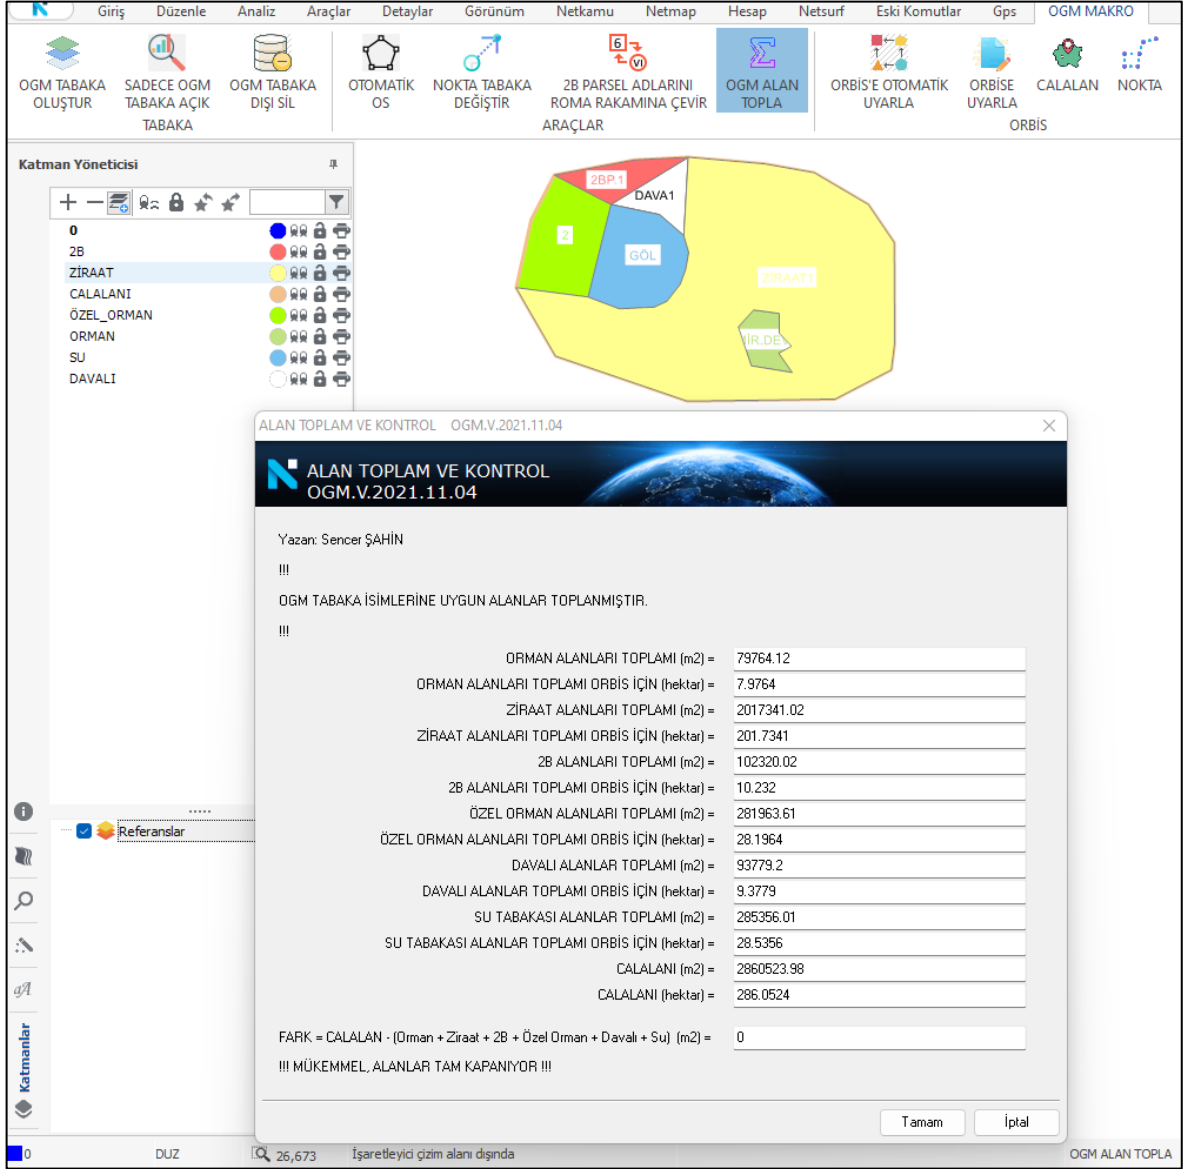 Giriş Düzenle Analiz Araçlar Detaylar Görünüm Netkamu Netmap Hesap Netsurf Eski Komutlar Gps OGM MAKRO
OGM TABAKA OLUŞTUR
SADECE OGM TABAKA AÇIK
OGM TABAKA DIŞI SİL
TABAKA
OTOMATİK OS
NOKTA TABAKA DEĞİŞTİR
2B PARSEL ADLARINI ROMA RAKAMINA ÇEVİR
OGM ALAN TOPLA
ARAÇLAR
ORBİS'E OTOMATİK UYARLA
ORBİSE UYARLA
CALALAN
NOKTA
ORBİS
Katman Yöneticisi
0
2B
ZİRAAT
CALALANI
ÖZEL_ORMAN
ORMAN
SU
DAVALI
2BP.1
DAVA1
2
GÖL
ZİRAAT1
İR.DE
ALAN TOPLAM VE KONTROL OGM.V.2021.11.04
ALAN TOPLAM VE KONTROL
OGM.V.2021.11.04
Yazan: Sencer ŞAHİN
!!!
OGM TABAKA İSİMLERİNE UYGUN ALANLAR TOPLANMIŞTIR.
!!!
ORMAN ALANLARI TOPLAMI (m2) = 79764.12
ORMAN ALANLARI TOPLAMI ORBİS İÇİN (hektar) = 7.9764
ZİRAAT ALANLARI TOPLAMI (m2) = 2017341.02
ZİRAAT ALANLARI TOPLAMI ORBİS İÇİN (hektar) = 201.7341
2B ALANLARI TOPLAMI (m2) = 102320.02
2B ALANLARI TOPLAMI ORBİS İÇİN (hektar) = 10.232
ÖZEL ORMAN ALANLARI TOPLAMI (m2) = 281963.61
ÖZEL ORMAN ALANLARI TOPLAMI ORBİS İÇİN (hektar) = 28.1964
DAVALI ALANLAR TOPLAMI (m2) = 93779.2
DAVALI ALANLAR TOPLAMI ORBİS İÇİN (hektar) = 9.3779
SU TABAKASI ALANLAR TOPLAMI (m2) = 285356.01
SU TABAKASI ALANLAR TOPLAMI ORBİS İÇİN (hektar) = 28.5356
CALALANI (m2) = 2860523.98
CALALANI (hektar) = 286.0524
FARK = CALALAN - (Orman + Ziraat + 2B + Özel Orman + Davalı + Su) (m2) = 0
!!! MÜKEMMEL, ALANLAR TAM KAPANIYOR !!!
Tamam İptal
Referanslar
aA
Katmanlar
0 DUZ 26,673 İşaretleyici çizim alanı dışında OGM ALAN TOPLA